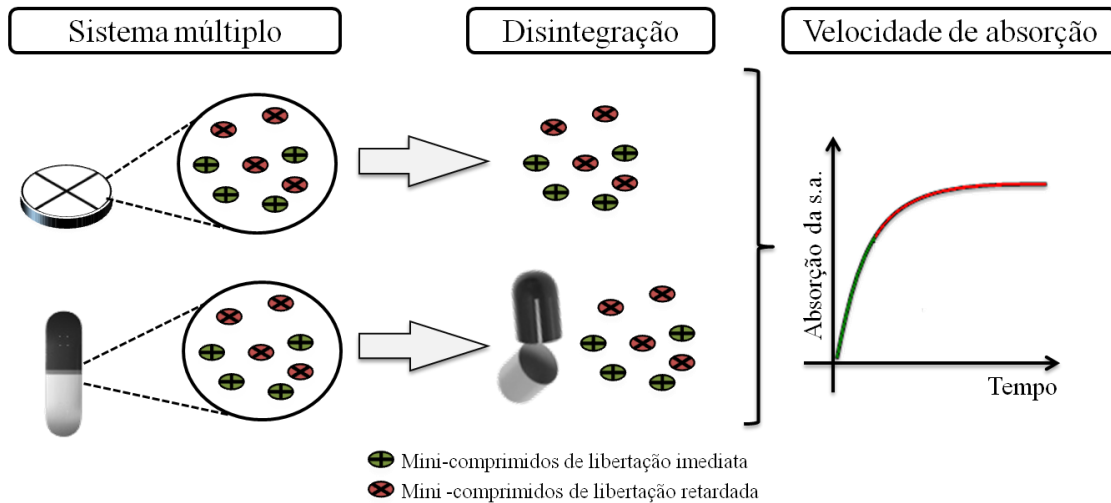 Sistema múltiplo
Disintegração
Velocidade de absorção
Absorção da s.a.
Tempo
Mini-comprimidos de libertação imediata
Mini -comprimidos de libertação retardada